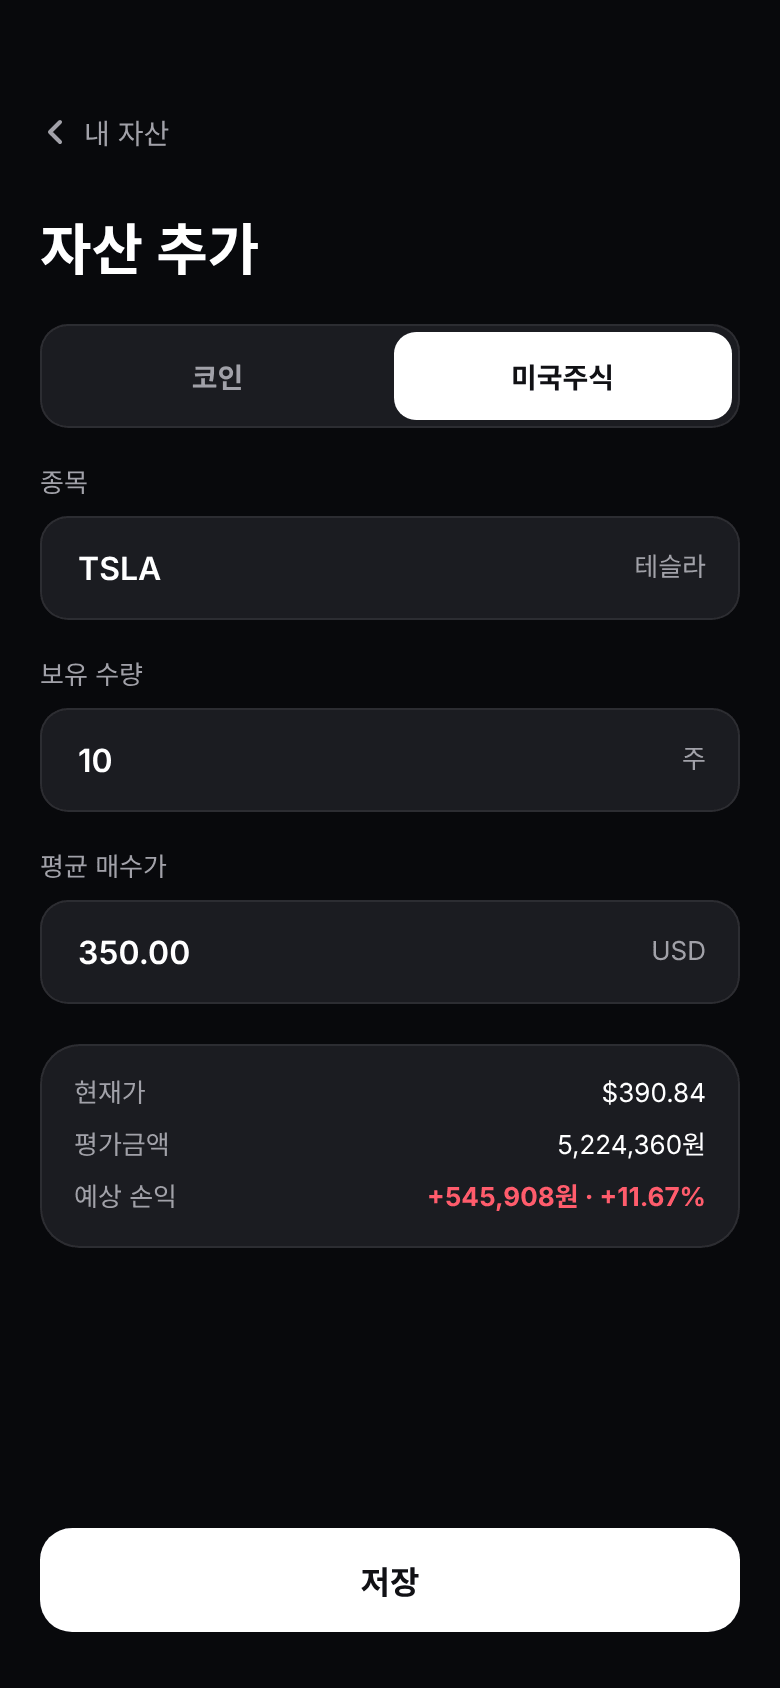 내 자산
자산 추가
코인 미국주식
종목
TSLA 테슬라
보유 수량
10 주
평균 매수가
350.00 USD
현재가 $390.84
평가금액 5,224,360원
예상 손익 +545,908원 · +11.67%
저장